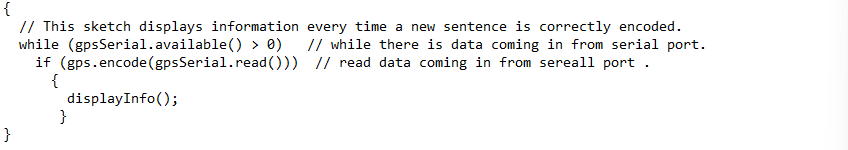 {
  // This sketch displays information every time a new sentence is correctly encoded.
  while (gpsSerial.available() > 0)   // while there is data coming in from serial port.
    if (gps.encode(gpsSerial.read()))  // read data coming in from sereall port .
      {
        displayInfo();
       }
}